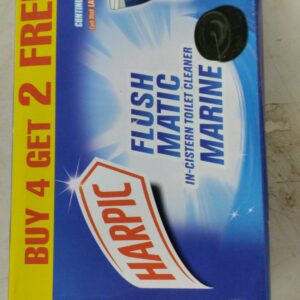 BUY 4 GET 2 FREE
HARPIC
FLUSH
MATIC
IN-CISTERN TOILET CLEANER
MARINE